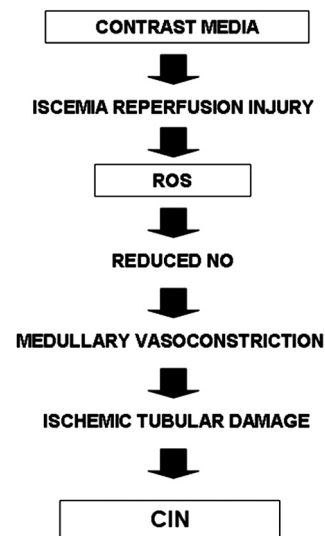 CONTRAST MEDIA
ISCEMIA REPERFUSION INJURY
ROS
REDUCED NO
MEDULLARY VASOCONSTRICTION
ISCHEMIC TUBULAR DAMAGE
CIN